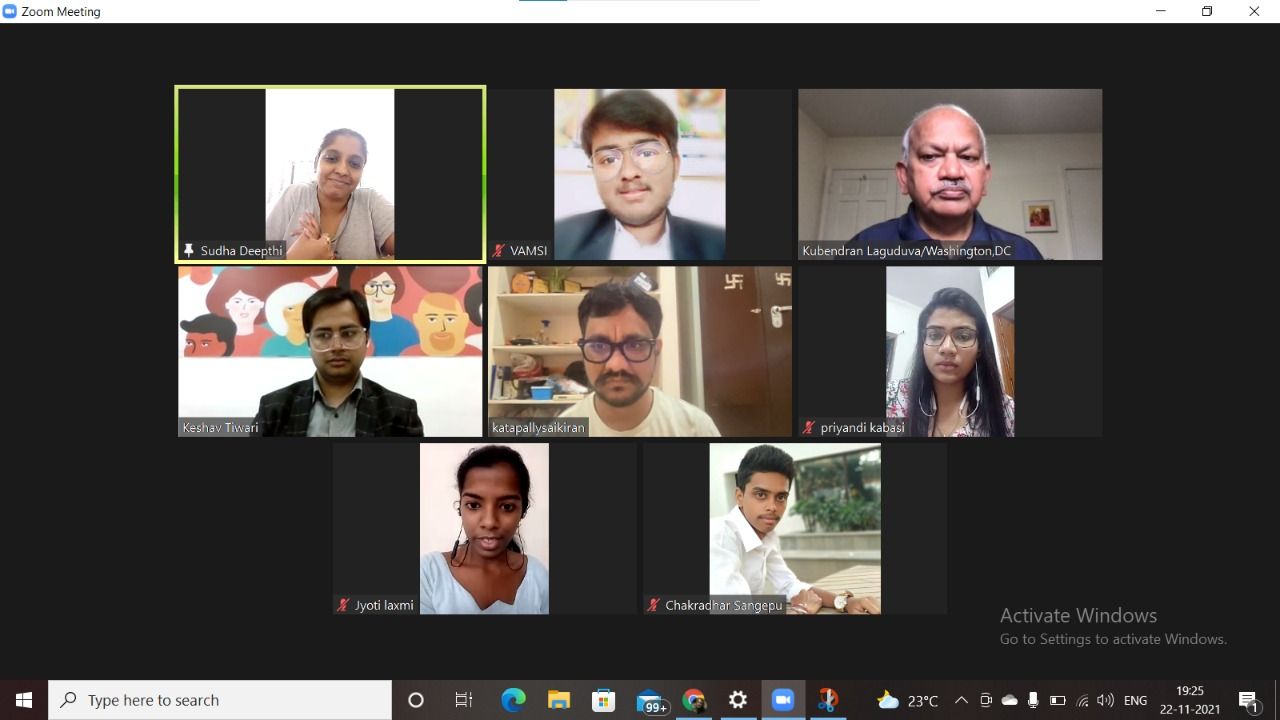 Zoom Meeting
Sudha Deepthi
VAMSI
Kubendran Laguduva/Washington,DC
Keshav Tiwari
katapallysaikiran
priyandi kabasi
Jyoti laxmi
Chakradhar Sangepu
Activate Windows
Go to Settings to activate Windows.
Type here to search
99+
23°C
ENG
19:25
22-11-2021
1